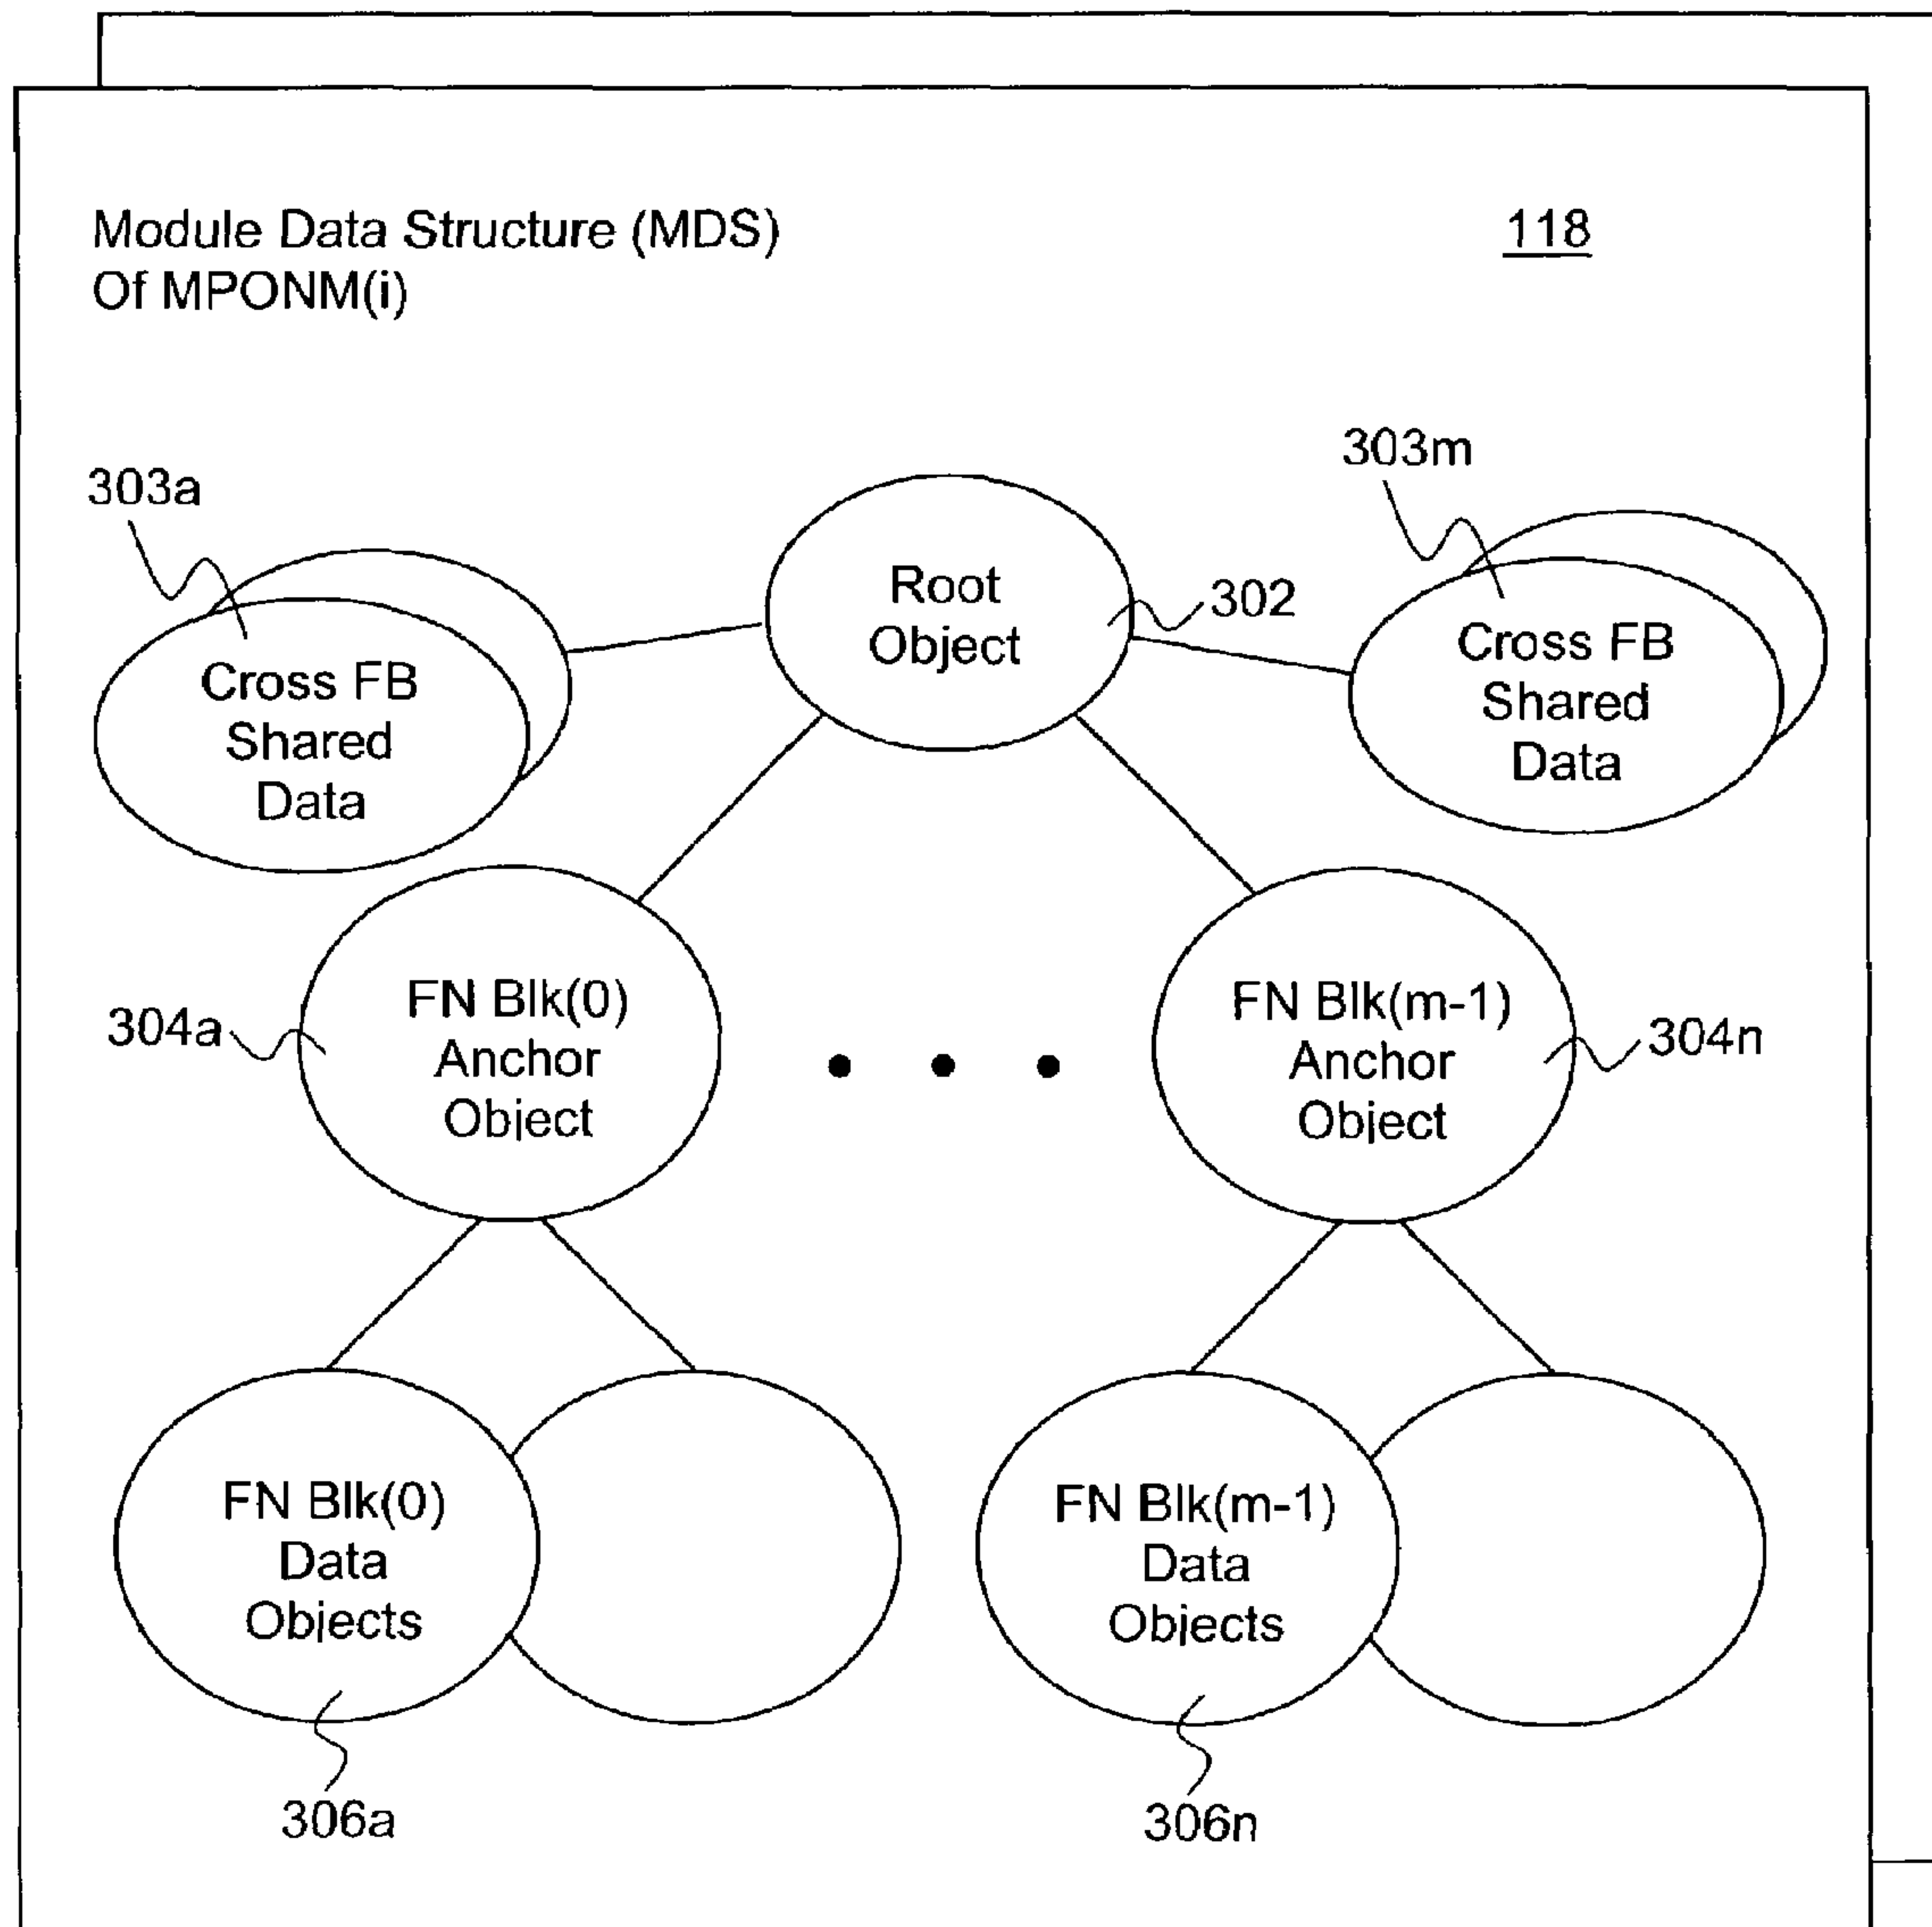 Module Data Structure (MDS)
Of MPONM(i)
118
303a
303m
Root
Object
302
Cross FB
Shared
Data
Cross FB
Shared
Data
FN Blk(0)
Anchor
Object
304a
FN Blk(m-1)
Anchor
Object
304n
FN Blk(0)
Data
Objects
FN Blk(m-1)
Data
Objects
306a
306n